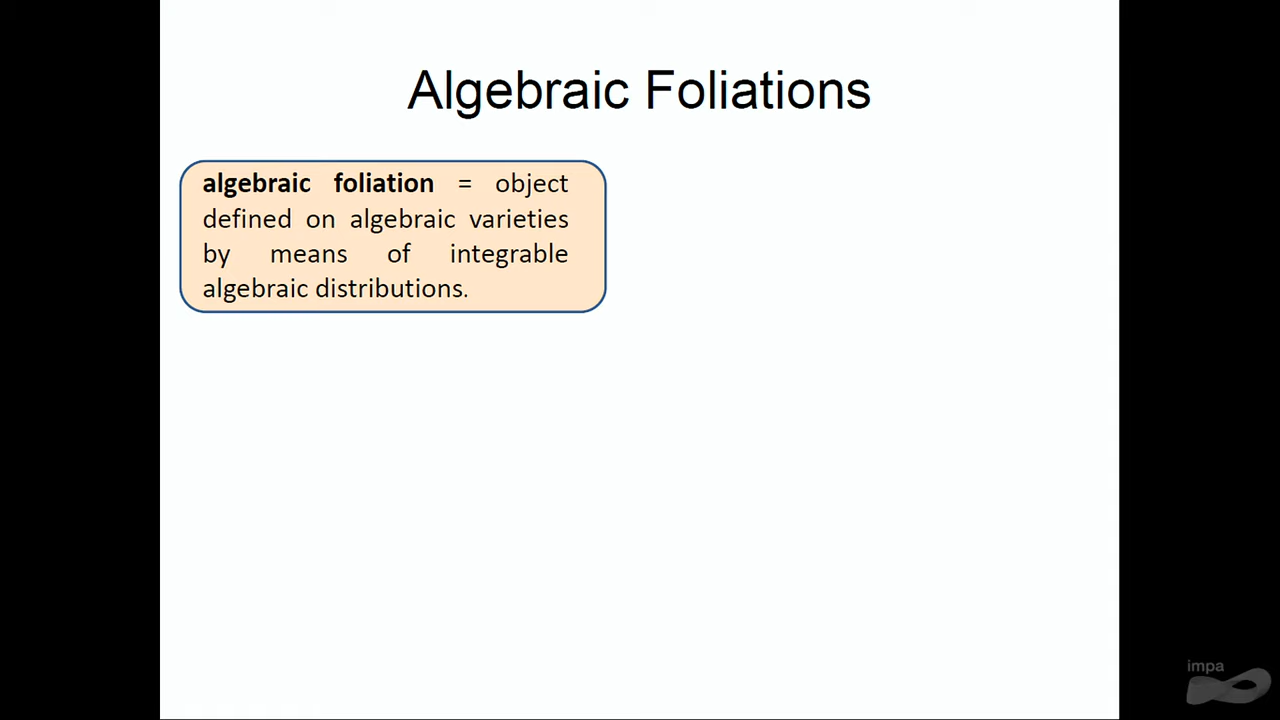 Algebraic Foliations
algebraic foliation = object
defined on algebraic varieties
by means of integrable
algebraic distributions.
impa